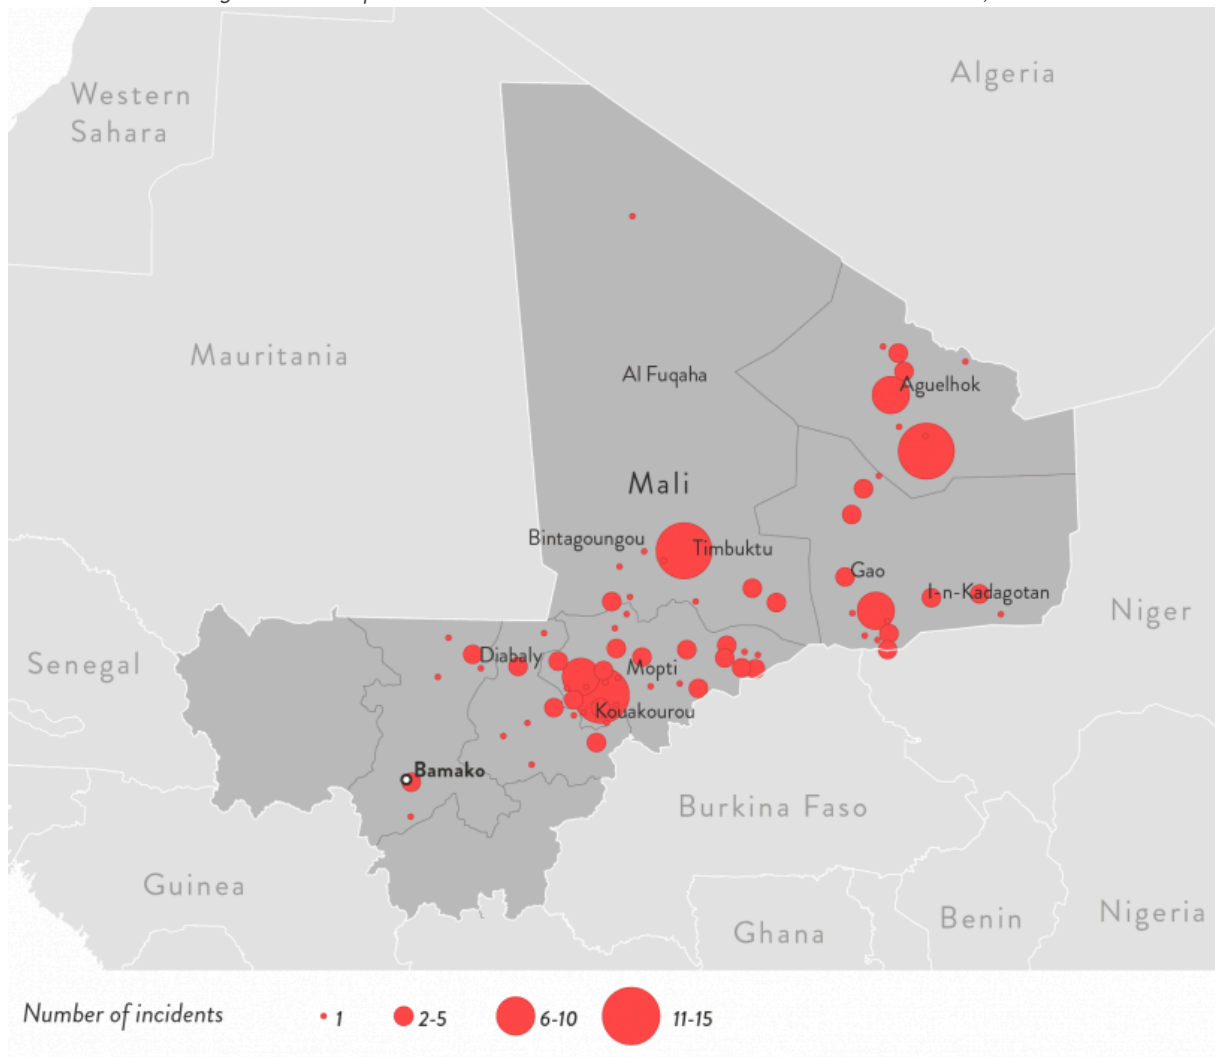 Algeria
Western
Sahara
Mauritania
Al Fuqaha
Aguelhok
Mali
Bintagoungou
Timbuktu
Gao
I-n-Kadagotan
Niger
Senegal
Diabaly
Mopti
Kouakourou
Bamako
Burkina Faso
Guinea
Ghana
Benin
Nigeria
Number of incidents 1 2-5 6-10 11-15